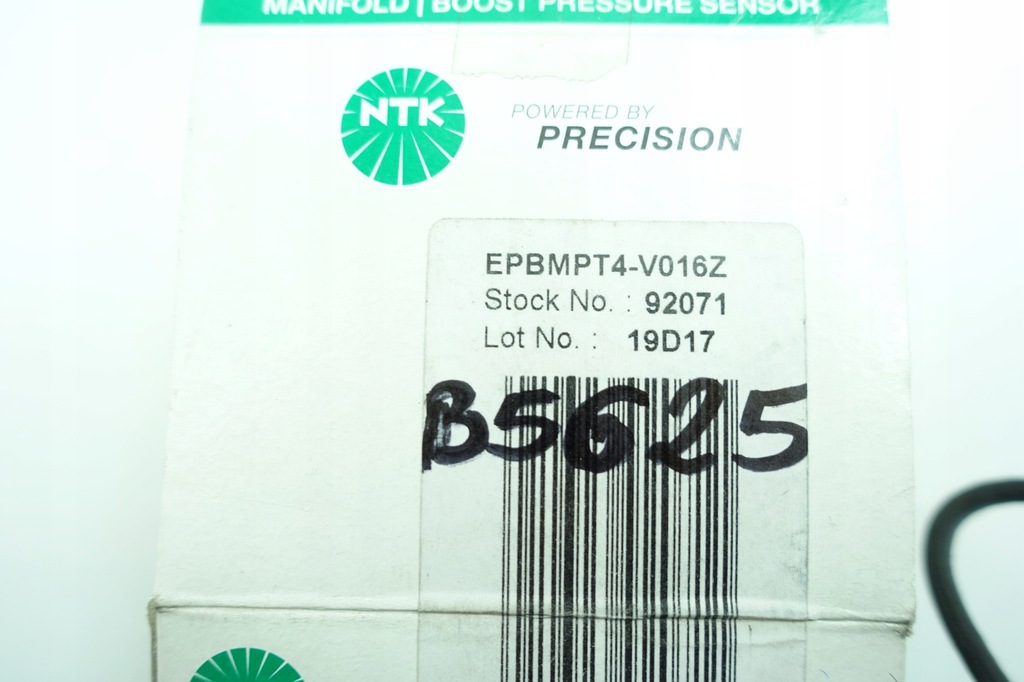 MANIFOLD | BOOST PRESSURE SENSOR
NTK
POWERED BY
PRECISION
EPBMPT4-V016Z
Stock No. : 92071
Lot No. : 19D17
B5625